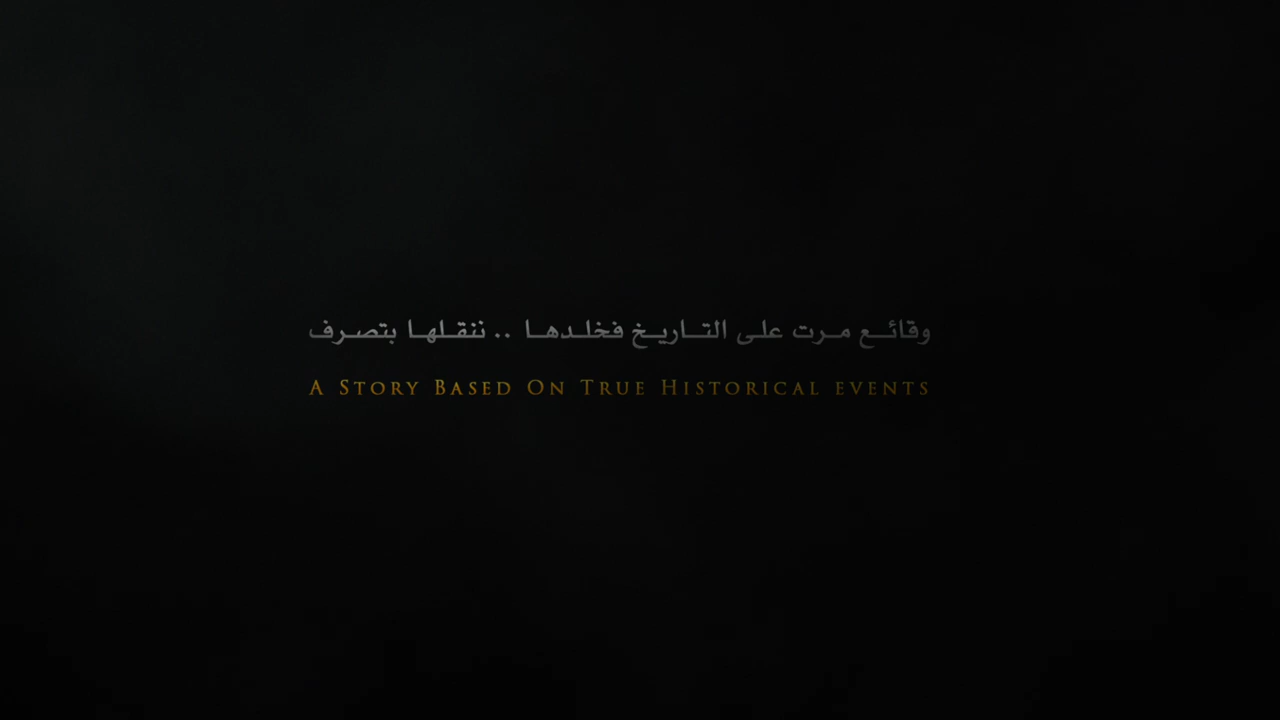 وقائع مرت على التاريخ فخلدها .. ننقلها بتصرف
A STORY BASED ON TRUE HISTORICAL EVENTS